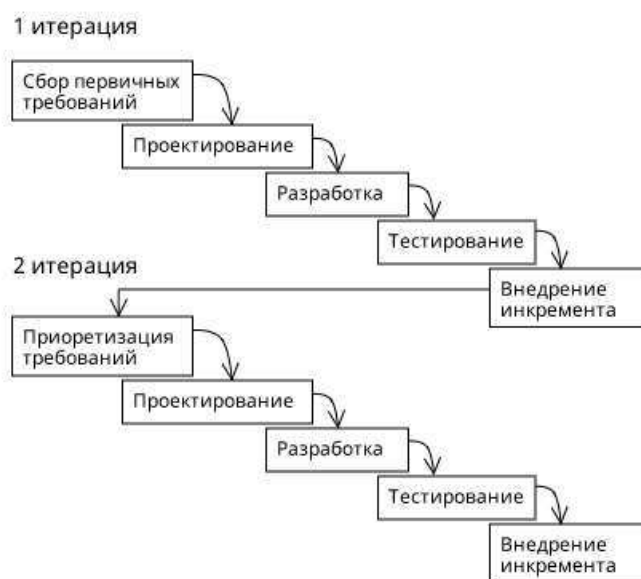 1 итерация
Сбор первичных
требований
Проектирование
Разработка
Тестирование
Внедрение
инкремента
2 итерация
Приоретизация
требований
Проектирование
Разработка
Тестирование
Внедрение
инкремента